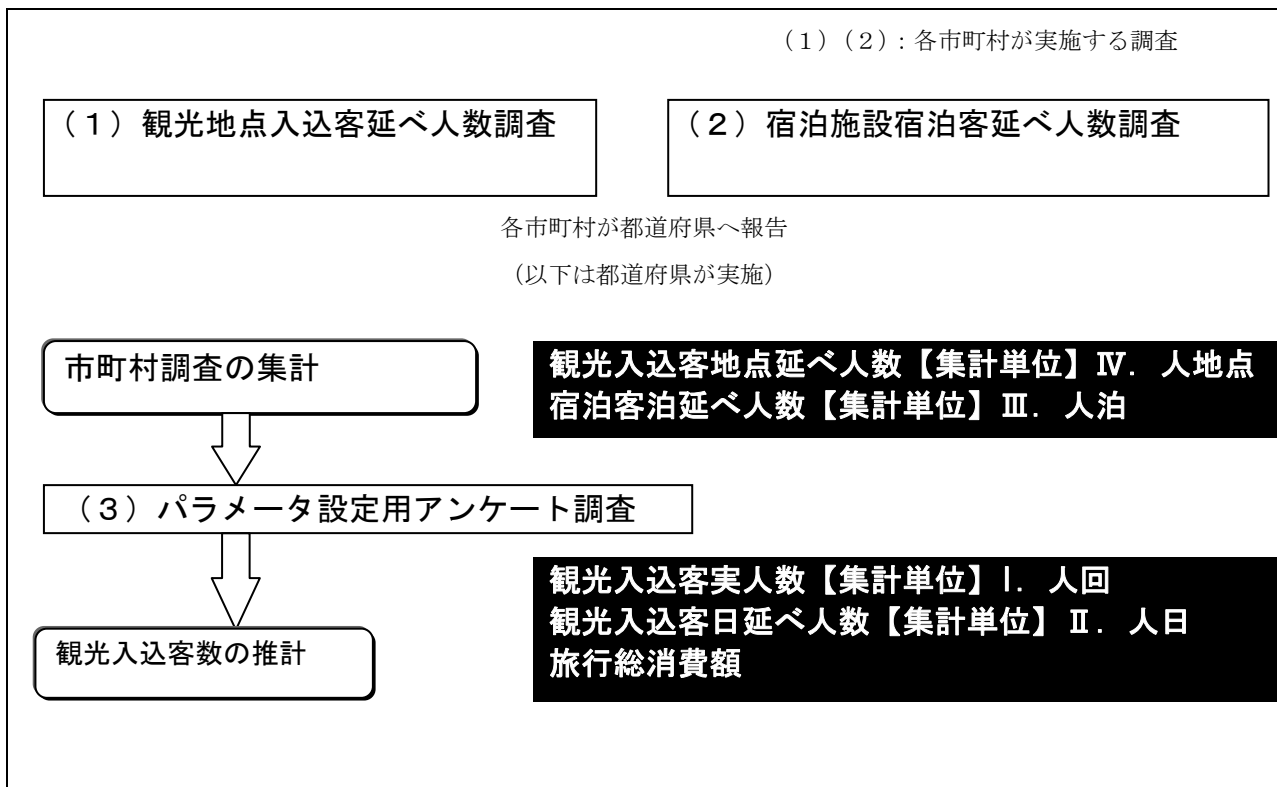 （１）（２）：各市町村が実施する調査
（１）観光地点入込客延べ人数調査
（２）宿泊施設宿泊客延べ人数調査
各市町村が都道府県へ報告
（以下は都道府県が実施）
市町村調査の集計
観光入込客地点延べ人数【集計単位】Ⅳ．人地点
宿泊客泊延べ人数【集計単位】Ⅲ．人泊
（３）パラメータ設定用アンケート調査
観光入込客実人数【集計単位】Ⅰ．人回
観光入込客日延べ人数【集計単位】Ⅱ．人日
旅行総消費額
観光入込客数の推計